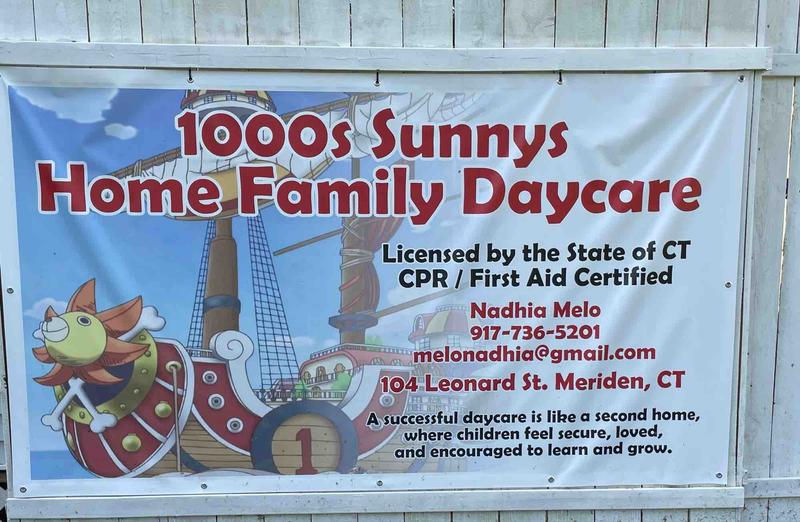 1000s Sunnys
Home Family Daycare
Licensed by the State of CT
CPR / First Aid Certified
Nadhia Melo
917-736-5201
melonadhia@gmail.com
104 Leonard St. Meriden, CT
A successful daycare is like a second home,
where children feel secure, loved,
and encouraged to learn and grow.
1